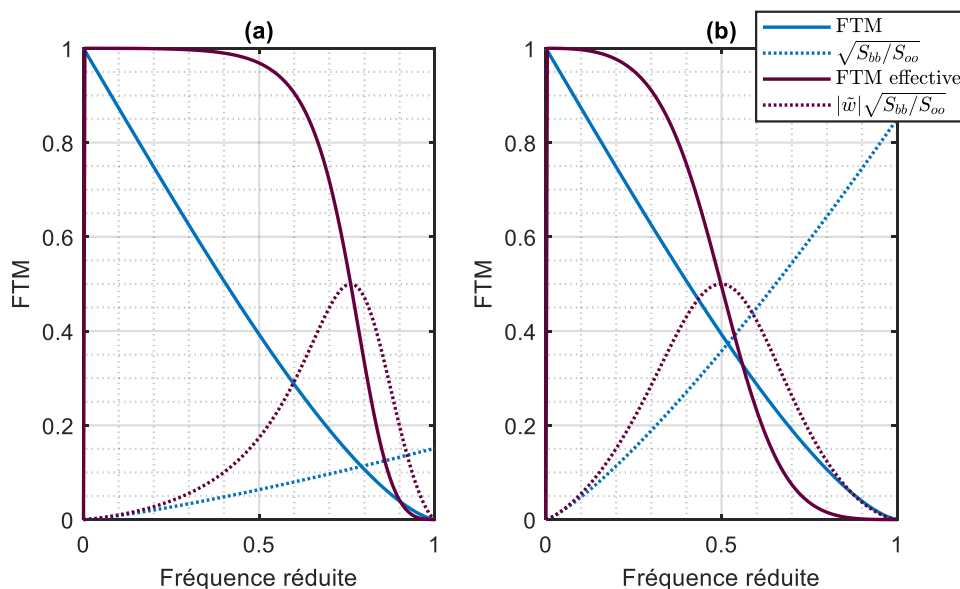 (a)
1
0.8
0.6
0.4
0.2
0
FTM
0
0.5
1
Fréquence réduite
(b)
1
0.8
0.6
0.4
0.2
0
FTM
0
0.5
1
Fréquence réduite
FTM
√S_bb/S_oo
FTM effective
|w̃|√S_bb/S_oo